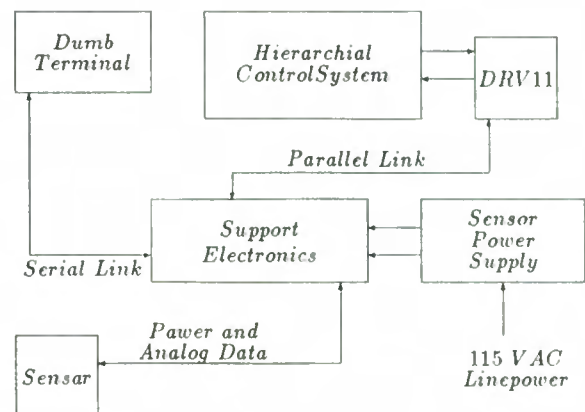 Dumb
Terminal
Hierarchial
ControlSystem
DRV11
Parallel Link
Support
Electronics
Sensor
Power
Supply
Serial Link
Pawer and
Analog Data
Sensar
115 VAC
Linepower